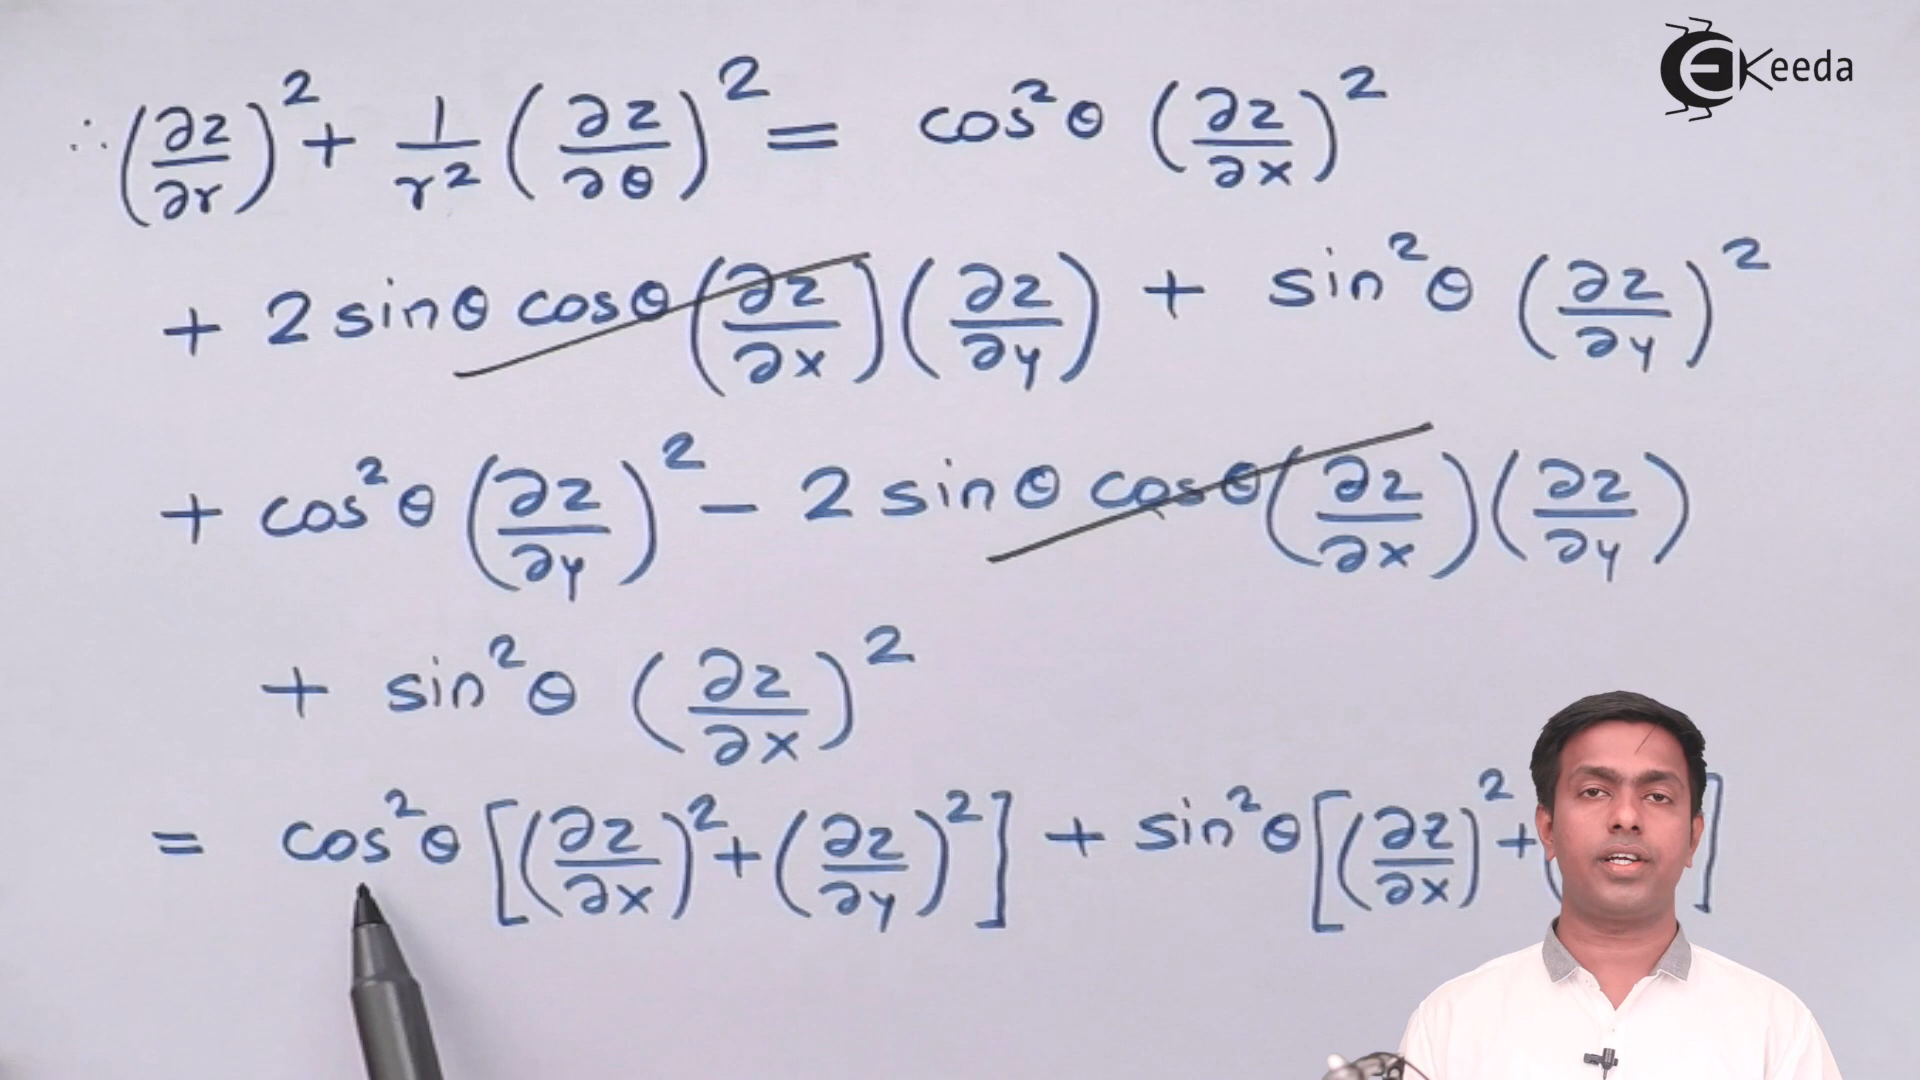 EKeeda
∴ (∂z/∂r)² + 1/r² (∂z/∂θ)² = cos²θ (∂z/∂x)²
+ 2 sinθ cosθ (∂z/∂x)(∂z/∂y) + sin²θ (∂z/∂y)²
+ cos²θ (∂z/∂y)² - 2 sinθ cosθ (∂z/∂x)(∂z/∂y)
+ sin²θ (∂z/∂x)²
= cos²θ [(∂z/∂x)² + (∂z/∂y)²] + sin²θ [(∂z/∂x)² + ( ]